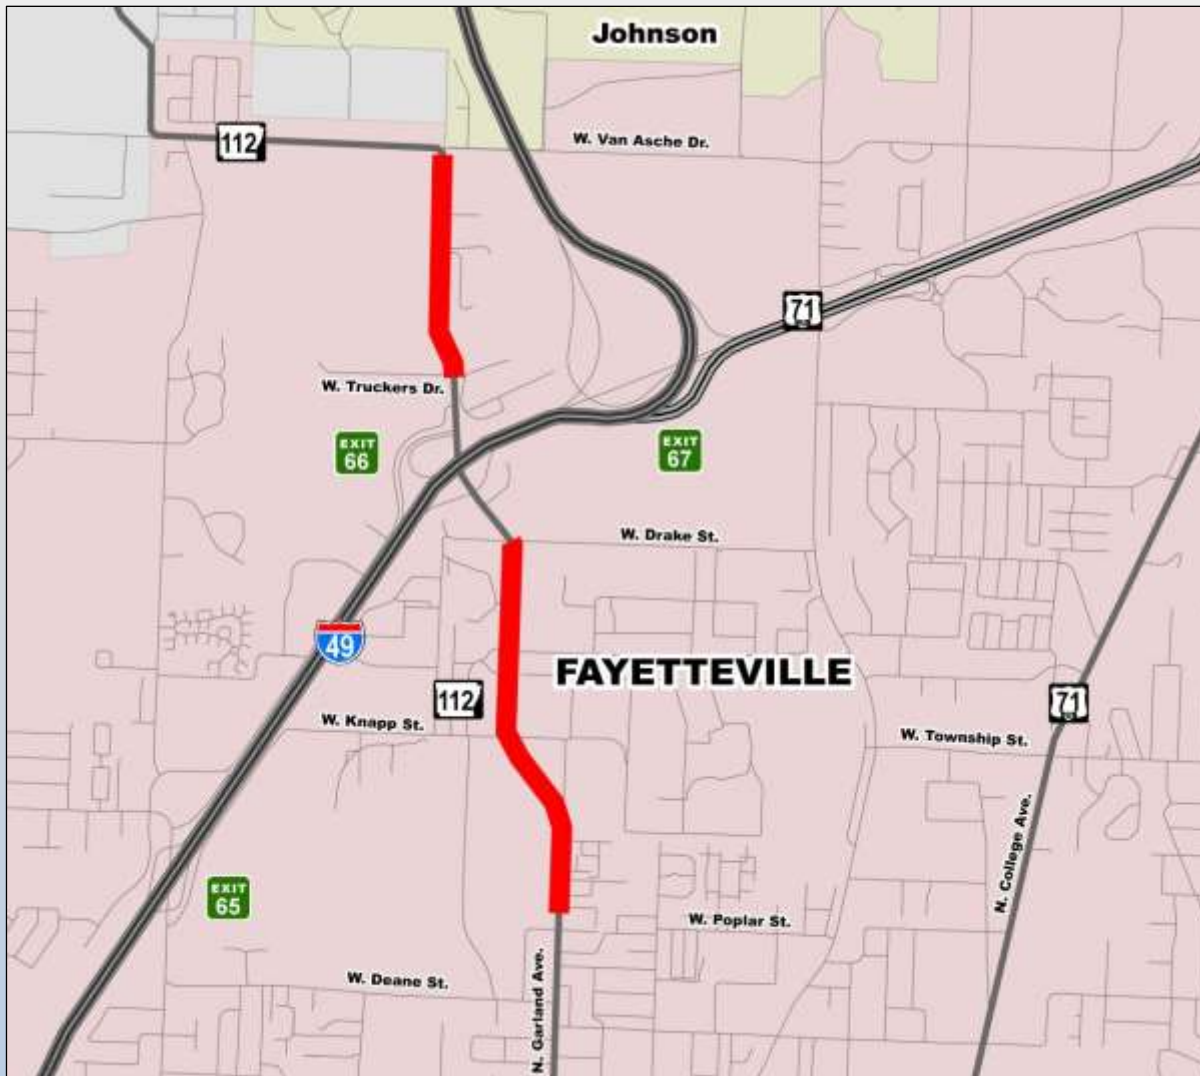 Johnson
112
W. Van Asche Dr.
71
W. Truckers Dr.
EXIT
66
EXIT
67
W. Drake St.
49
FAYETTEVILLE
112
71
W. Knapp St.
W. Township St.
N. College Ave.
EXIT
65
W. Poplar St.
W. Deane St.
N. Garland Ave.